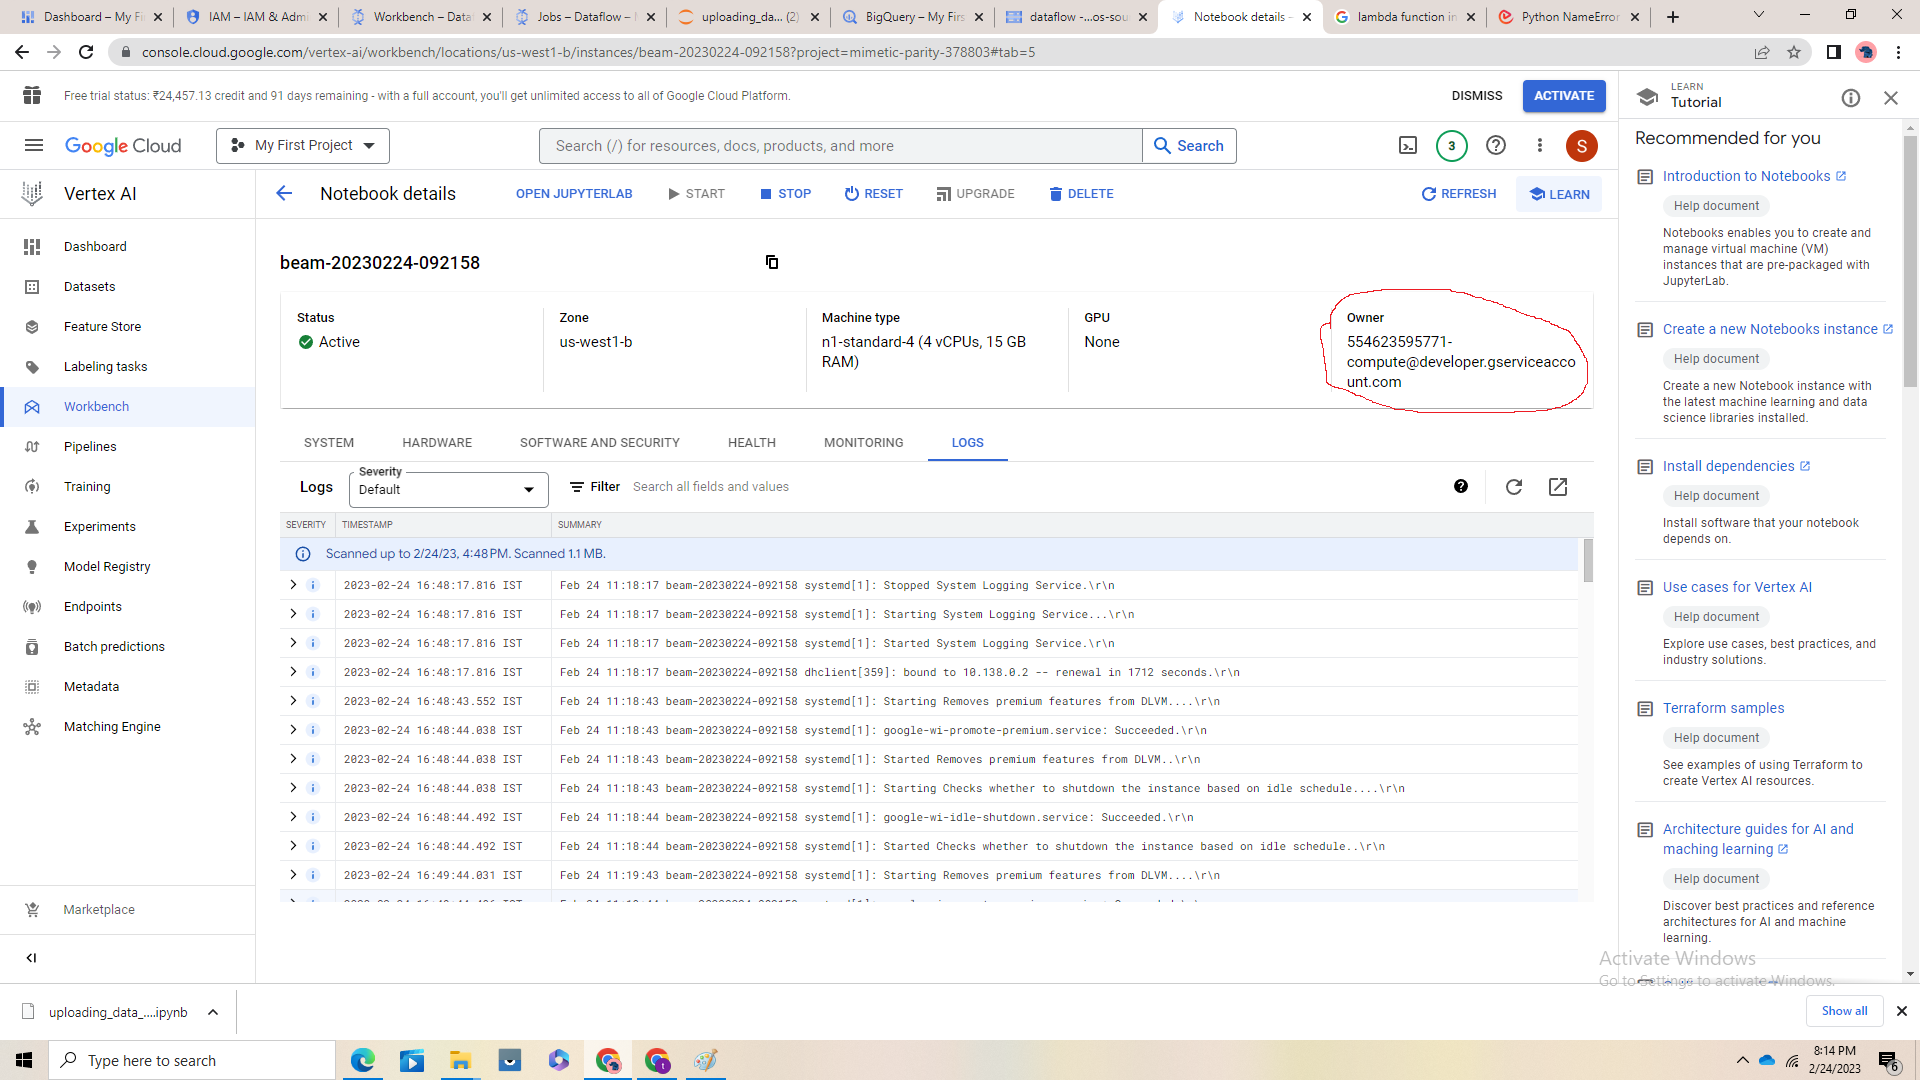 Dashboard – My Fi
IAM – IAM & Admi
Workbench – Data
Jobs – Dataflow –
uploading_da... (2)
BigQuery – My Firs
dataflow -...os-sou
Notebook details –
lambda function in
Python NameError
console.cloud.google.com/vertex-ai/workbench/locations/us-west1-b/instances/beam-20230224-092158?project=mimetic-parity-378803#tab=5
Free trial status: ₹24,457.13 credit and 91 days remaining - with a full account, you'll get unlimited access to all of Google Cloud Platform.
DISMISS
ACTIVATE
Google Cloud
My First Project
Search (/) for resources, docs, products, and more
Search
3
S
Vertex AI
Notebook details
OPEN JUPYTERLAB
START
STOP
RESET
UPGRADE
DELETE
REFRESH
LEARN
Dashboard
Datasets
Feature Store
Labeling tasks
Workbench
Pipelines
Training
Experiments
Model Registry
Endpoints
Batch predictions
Metadata
Matching Engine
Marketplace
beam-20230224-092158
Status
Active
Zone
us-west1-b
Machine type
n1-standard-4 (4 vCPUs, 15 GB
RAM)
GPU
None
Owner
554623595771-
compute@developer.gserviceacco
unt.com
SYSTEM
HARDWARE
SOFTWARE AND SECURITY
HEALTH
MONITORING
LOGS
Logs
Severity
Default
Filter
Search all fields and values
SEVERITY
TIMESTAMP
SUMMARY
Scanned up to 2/24/23, 4:48 PM. Scanned 1.1 MB.
2023-02-24 16:48:17.816 IST Feb 24 11:18:17 beam-20230224-092158 systemd[1]: Stopped System Logging Service.\r\n
2023-02-24 16:48:17.816 IST Feb 24 11:18:17 beam-20230224-092158 systemd[1]: Starting System Logging Service...\r\n
2023-02-24 16:48:17.816 IST Feb 24 11:18:17 beam-20230224-092158 systemd[1]: Started System Logging Service.\r\n
2023-02-24 16:48:17.816 IST Feb 24 11:18:17 beam-20230224-092158 dhclient[359]: bound to 10.138.0.2 -- renewal in 1712 seconds.\r\n
2023-02-24 16:48:43.552 IST Feb 24 11:18:43 beam-20230224-092158 systemd[1]: Starting Removes premium features from DLVM....\r\n
2023-02-24 16:48:44.038 IST Feb 24 11:18:43 beam-20230224-092158 systemd[1]: google-wi-promote-premium.service: Succeeded.\r\n
2023-02-24 16:48:44.038 IST Feb 24 11:18:43 beam-20230224-092158 systemd[1]: Started Removes premium features from DLVM..\r\n
2023-02-24 16:48:44.038 IST Feb 24 11:18:43 beam-20230224-092158 systemd[1]: Starting Checks whether to shutdown the instance based on idle schedule....\r\n
2023-02-24 16:48:44.492 IST Feb 24 11:18:44 beam-20230224-092158 systemd[1]: google-wi-idle-shutdown.service: Succeeded.\r\n
2023-02-24 16:48:44.492 IST Feb 24 11:18:44 beam-20230224-092158 systemd[1]: Started Checks whether to shutdown the instance based on idle schedule..\r\n
2023-02-24 16:49:44.031 IST Feb 24 11:19:43 beam-20230224-092158 systemd[1]: Starting Removes premium features from DLVM....\r\n
LEARN
Tutorial
Recommended for you
Introduction to Notebooks
Help document
Notebooks enables you to create and
manage virtual machine (VM)
instances that are pre-packaged with
JupyterLab.
Create a new Notebooks instance
Help document
Create a new Notebook instance with
the latest machine learning and data
science libraries installed.
Install dependencies
Help document
Install software that your notebook
depends on.
Use cases for Vertex AI
Help document
Explore use cases, best practices, and
industry solutions.
Terraform samples
Help document
See examples of using Terraform to
create Vertex AI resources.
Architecture guides for AI and
maching learning
Help document
Discover best practices and reference
architectures for AI and machine
learning.
Activate Windows
Go to Settings to activate Windows.
uploading_data_....ipynb
Show all
Type here to search
8:14 PM
2/24/2023
6